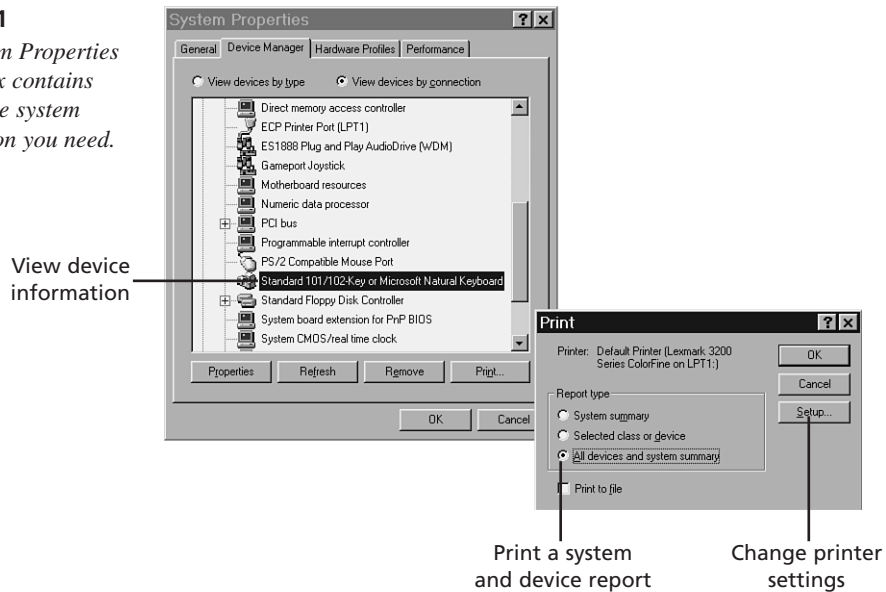 1
m Properties
x contains
e system
on you need.
System Properties
General Device Manager Hardware Profiles Performance
View devices by type View devices by connection
Direct memory access controller
ECP Printer Port (LPT1)
ES1888 Plug and Play AudioDrive (WDM)
Gameport Joystick
Motherboard resources
Numeric data processor
PCI bus
Programmable interrupt controller
PS/2 Compatible Mouse Port
Standard 101/102-Key or Microsoft Natural Keyboard
Standard Floppy Disk Controller
System board extension for PnP BIOS
System CMOS/real time clock
Properties Refresh Remove Print...
OK Cancel
View device
information
Print
Printer: Default Printer (Lexmark 3200
Series ColorFine on LPT1:)
OK
Cancel
Setup...
Report type
System summary
Selected class or device
All devices and system summary
Print to file
Print a system
and device report
Change printer
settings